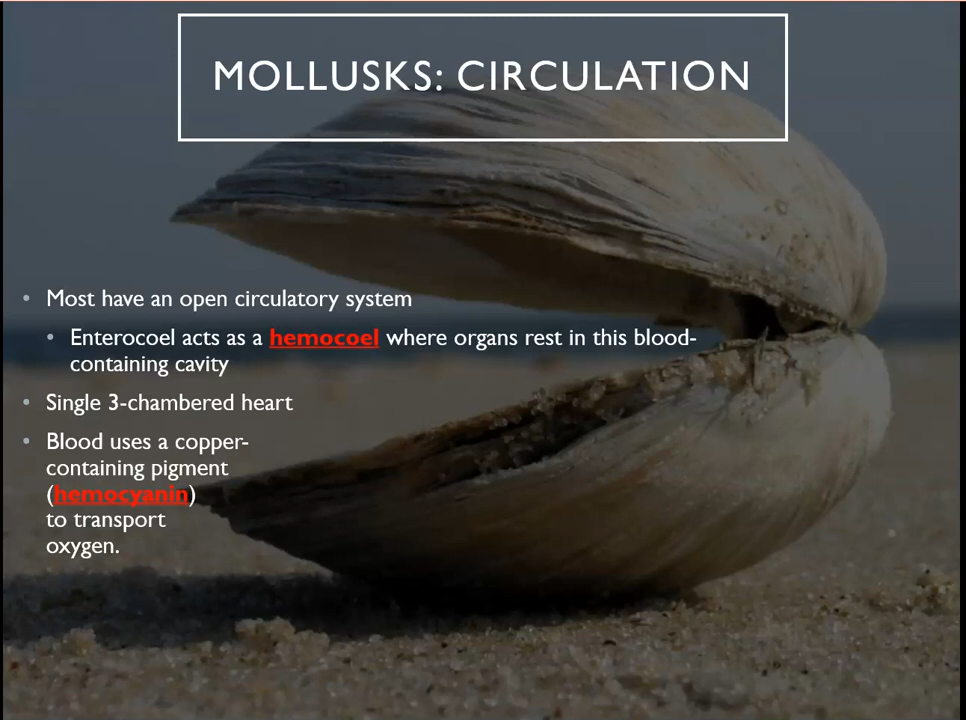 MOLLUSKS: CIRCULATION
• Most have an open circulatory system
• Enterocoel acts as a hemocoel where organs rest in this blood-
containing cavity
• Single 3-chambered heart
• Blood uses a copper-
containing pigment
(hemocyanin)
to transport
oxygen.